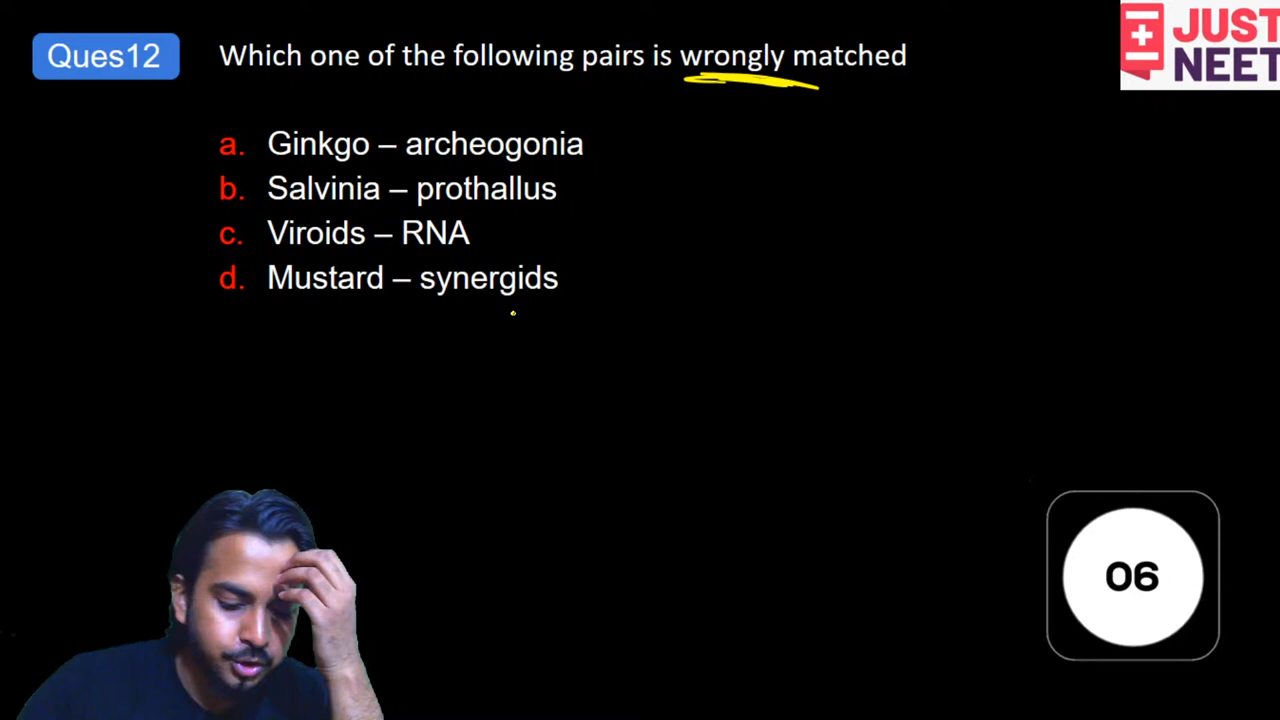 Ques12 Which one of the following pairs is wrongly matched
JUST
NEET
a. Ginkgo – archeogonia
b. Salvinia – prothallus
c. Viroids – RNA
d. Mustard – synergids
06